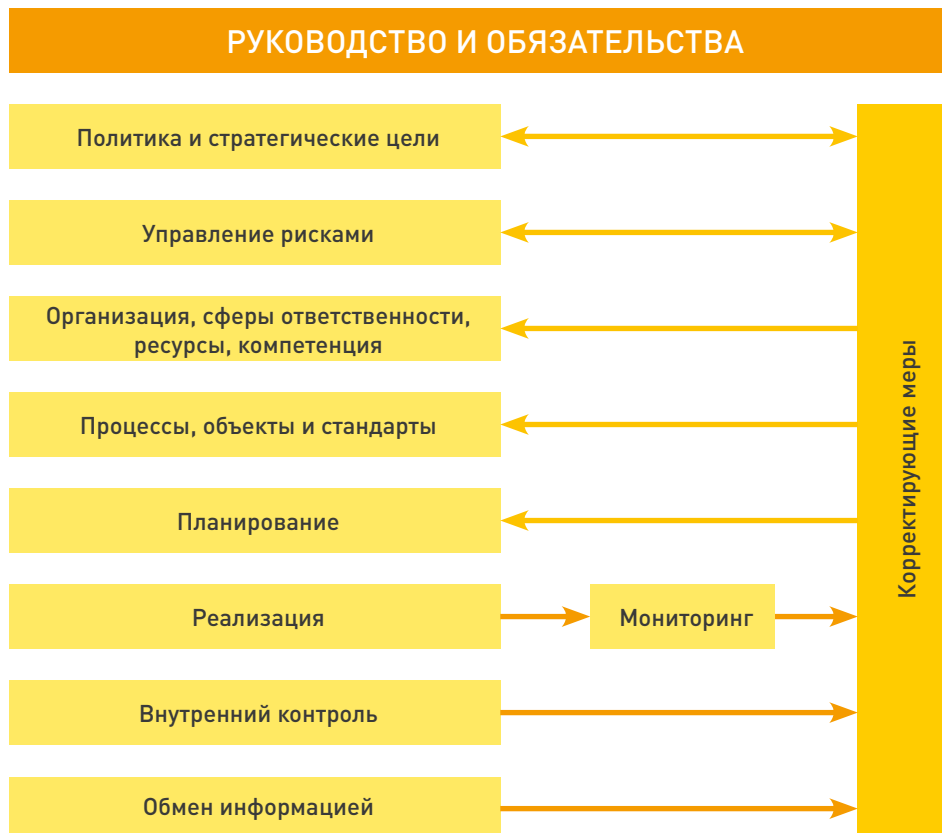 РУКОВОДСТВО И ОБЯЗАТЕЛЬСТВА
Политика и стратегические цели
Управление рисками
Организация, сферы ответственности,
ресурсы, компетенция
Процессы, объекты и стандарты
Планирование
Реализация
Мониторинг
Внутренний контроль
Обмен информацией
Корректирующие меры